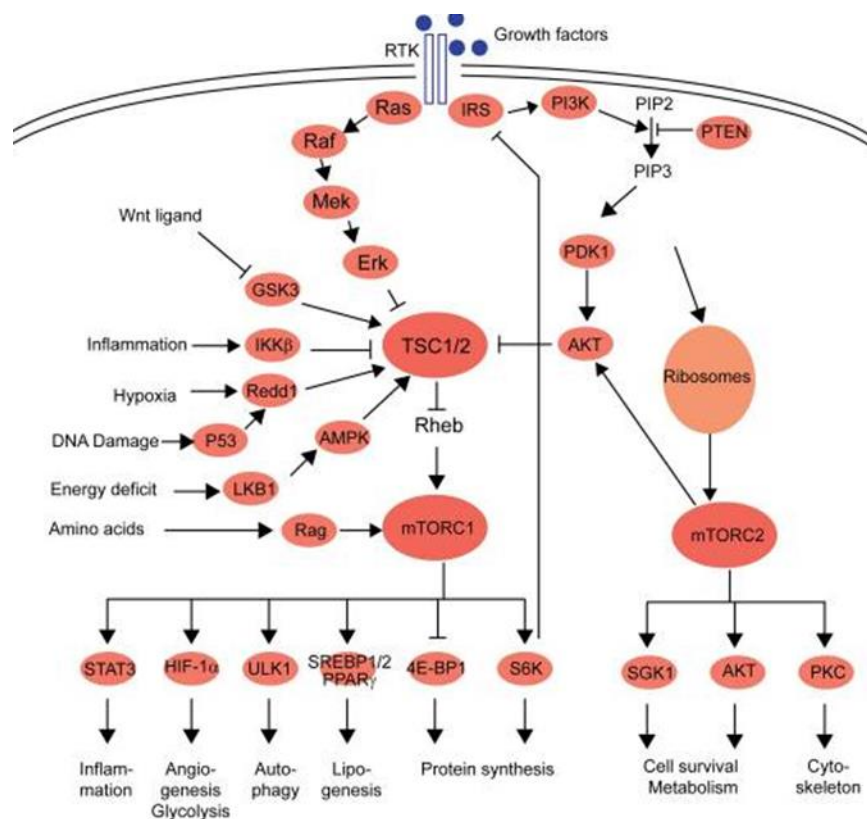 Growth factors
RTK
Ras
IRS
PI3K
PIP2
PTEN
Raf
PIP3
Mek
Wnt ligand
Erk
PDK1
GSK3
Inflammation
IKKβ
TSC1/2
AKT
Ribosomes
Hypoxia
Redd1
Rheb
DNA Damage
P53
AMPK
Energy deficit
LKB1
Amino acids
Rag
mTORC1
mTORC2
STAT3
HIF-1α
ULK1
SREBP1/2
PPARγ
4E-BP1
S6K
SGK1
AKT
PKC
Inflam-
mation
Angio-
genesis
Glycolysis
Auto-
phagy
Lipo-
genesis
Protein synthesis
Cell survival
Metabolism
Cyto-
skeleton